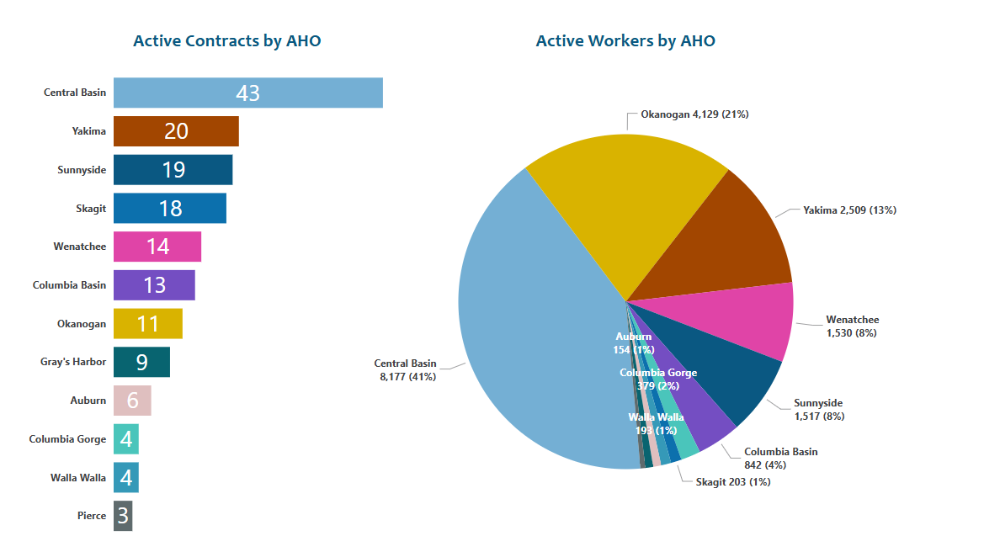 Active Contracts by AHO
Central Basin
43
Yakima
20
Sunnyside
19
Skagit
18
Wenatchee
14
Columbia Basin
13
Okanogan
11
Gray's Harbor
9
Auburn
6
Columbia Gorge
4
Walla Walla
4
Pierce
3
Active Workers by AHO
Okanogan 4,129 (21%)
Yakima 2,509 (13%)
Wenatchee
1,530 (8%)
Sunnyside
1,517 (8%)
Columbia Basin
842 (4%)
Skagit 203 (1%)
Auburn
154 (1%)
Columbia Gorge
379 (2%)
Walla Walla
193 (1%)
Central Basin
8,177 (41%)